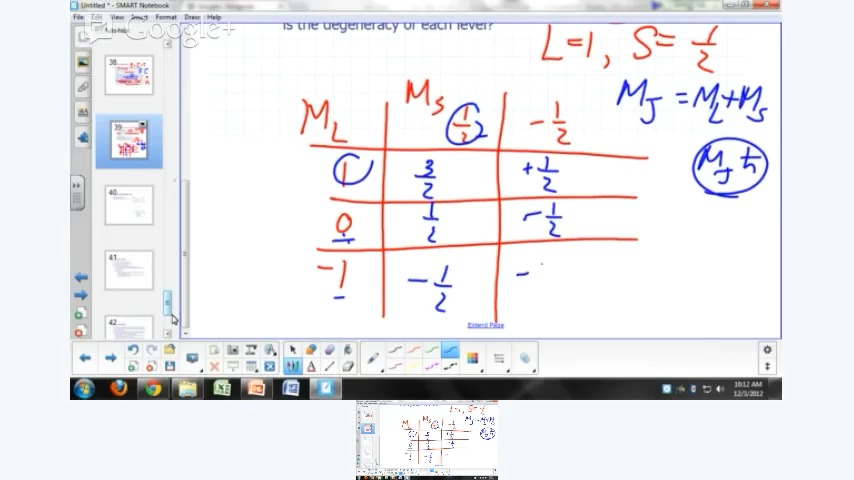 Untitled * - SMART Notebook
File Edit View Insert Format
Google+
is the degeneracy of each level?
L=1, S= 1/2
M_J = M_L + M_S
M_J ħ
M_L M_S 1/2 -1/2
1 3/2 +1/2
0 1/2 -1/2
-1 -1/2 -
Extend Page
38
39
40
41
42
10:12 AM
12/3/2012